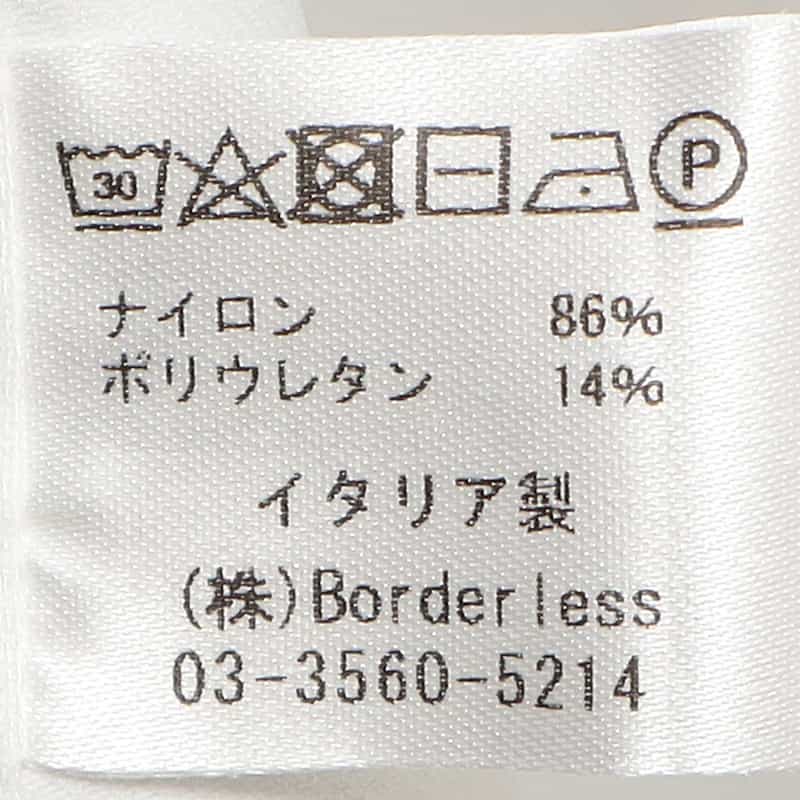 30 P
ナイロン 86%
ポリウレタン 14%
イタリア製
(株)Borderless
03-3560-5214